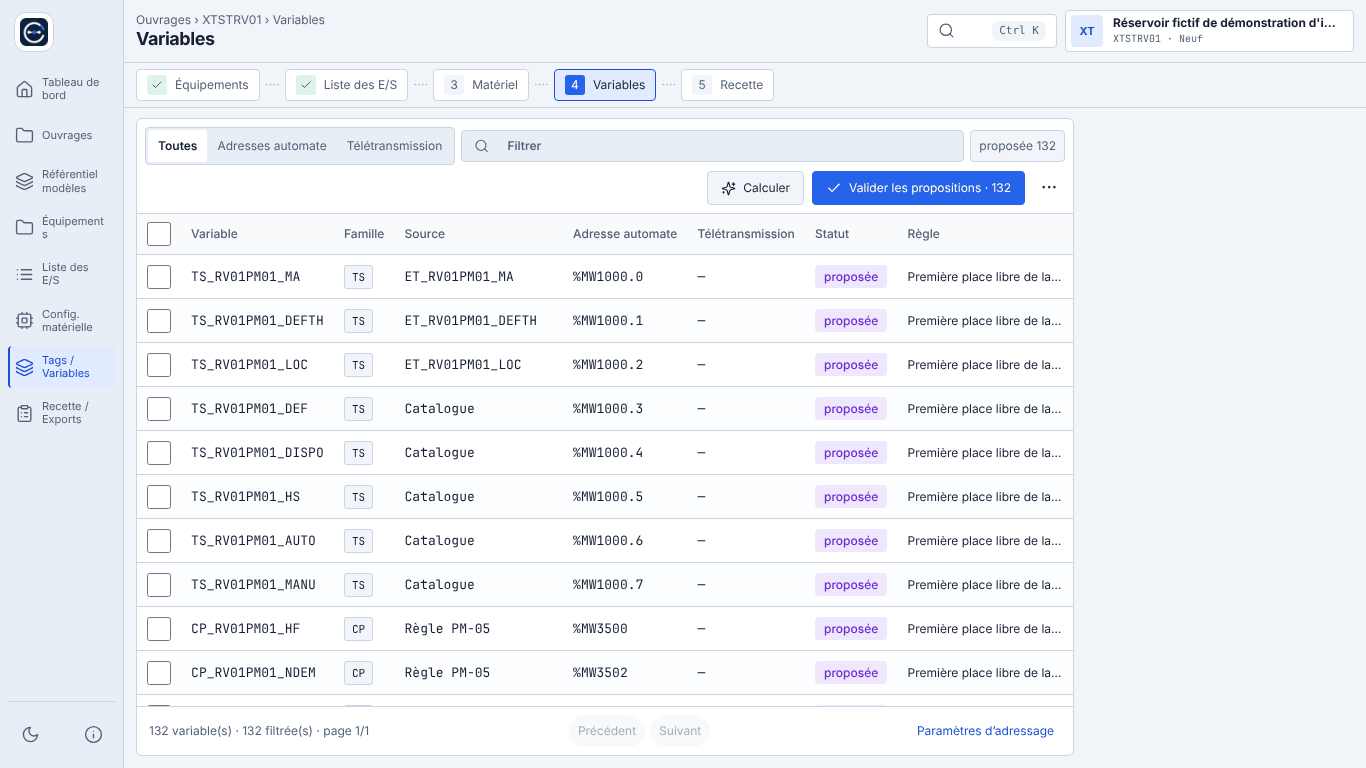 Ouvrages › XTSTRV01 › Variables
Variables
Ctrl K
XT
Réservoir fictif de démonstration d'i...
XTSTRV01 · Neuf
Tableau de
bord
Ouvrages
Référentiel
modèles
Équipement
s
Liste des
E/S
Config.
matérielle
Tags /
Variables
Recette /
Exports
Équipements
Liste des E/S
3 Matériel
4 Variables
5 Recette
Toutes Adresses automate Télétransmission
Filtrer
proposée 132
Calculer
Valider les propositions · 132
Variable Famille Source Adresse automate Télétransmission Statut Règle
TS_RV01PM01_MA TS ET_RV01PM01_MA %MW1000.0 — proposée Première place libre de la...
TS_RV01PM01_DEFTH TS ET_RV01PM01_DEFTH %MW1000.1 — proposée Première place libre de la...
TS_RV01PM01_LOC TS ET_RV01PM01_LOC %MW1000.2 — proposée Première place libre de la...
TS_RV01PM01_DEF TS Catalogue %MW1000.3 — proposée Première place libre de la...
TS_RV01PM01_DISPO TS Catalogue %MW1000.4 — proposée Première place libre de la...
TS_RV01PM01_HS TS Catalogue %MW1000.5 — proposée Première place libre de la...
TS_RV01PM01_AUTO TS Catalogue %MW1000.6 — proposée Première place libre de la...
TS_RV01PM01_MANU TS Catalogue %MW1000.7 — proposée Première place libre de la...
CP_RV01PM01_HF CP Règle PM-05 %MW3500 — proposée Première place libre de la...
CP_RV01PM01_NDEM CP Règle PM-05 %MW3502 — proposée Première place libre de la...
132 variable(s) · 132 filtrée(s) · page 1/1
Précédent Suivant
Paramètres d’adressage